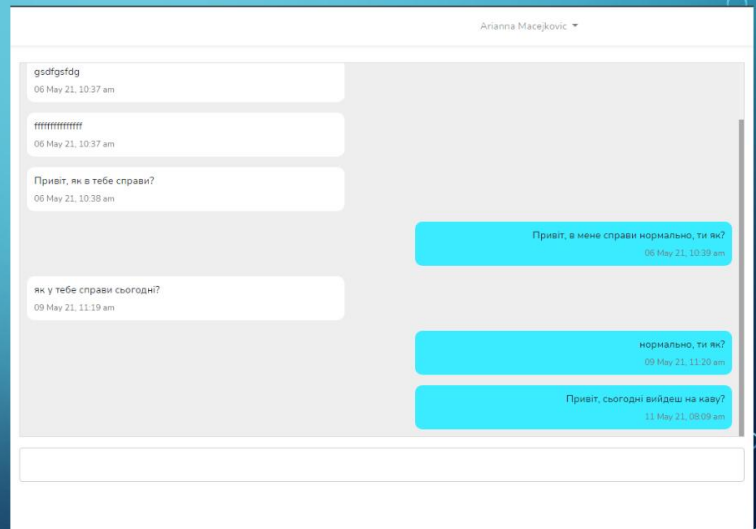 Arianna Macejkovic
gsdfgsfdg
06 May 21, 10:37 am
fffffffffffffff
06 May 21, 10:37 am
Привіт, як в тебе справи?
06 May 21, 10:38 am
Привіт, в мене справи нормально, ти як?
06 May 21, 10:39 am
як у тебе справи сьогодні?
09 May 21, 11:19 am
нормально, ти як?
09 May 21, 11:20 am
Привіт, сьогодні вийдеш на каву?
11 May 21, 08:09 am